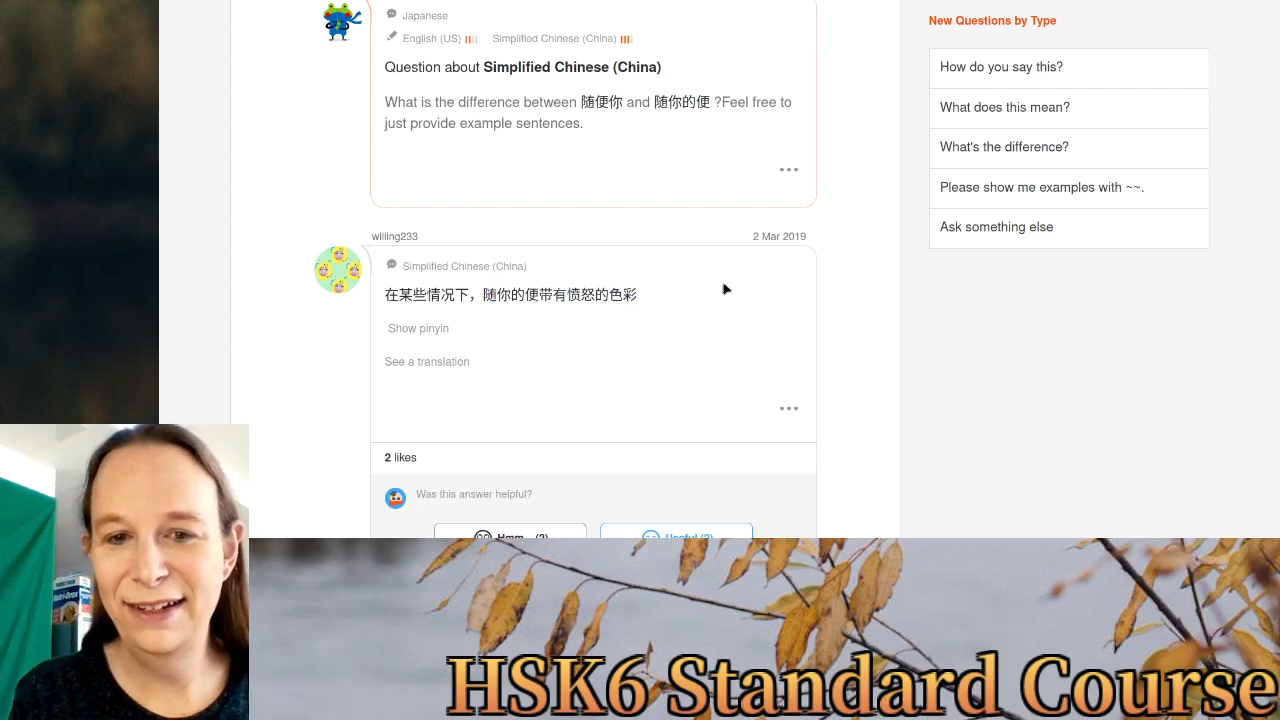 Japanese
English (US) Simplified Chinese (China)
Question about Simplified Chinese (China)
What is the difference between 随便你 and 随你的便 ?Feel free to
just provide example sentences.
willing233 2 Mar 2019
Simplified Chinese (China)
在某些情况下，随你的便带有愤怒的色彩
Show pinyin
See a translation
2 likes
Was this answer helpful?
Hmm... (2) Useful (2)
New Questions by Type
How do you say this?
What does this mean?
What's the difference?
Please show me examples with ~~.
Ask something else
HSK6 Standard Course